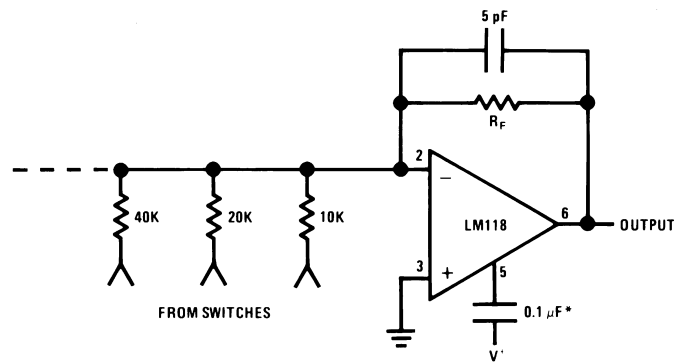 5 pF
R_F
2
40K
20K
10K
LM118
6
OUTPUT
3
5
0.1 μF*
FROM SWITCHES
V+